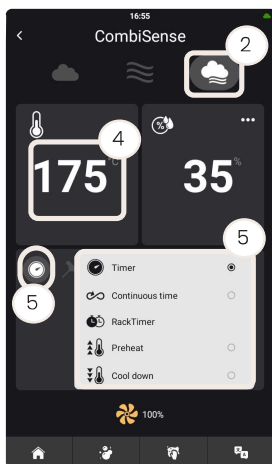 16:55
CombiSense
2
4
%
...
175 °C
35 %
5
5
Timer
Continuous time
RackTimer
Preheat
Cool down
100%